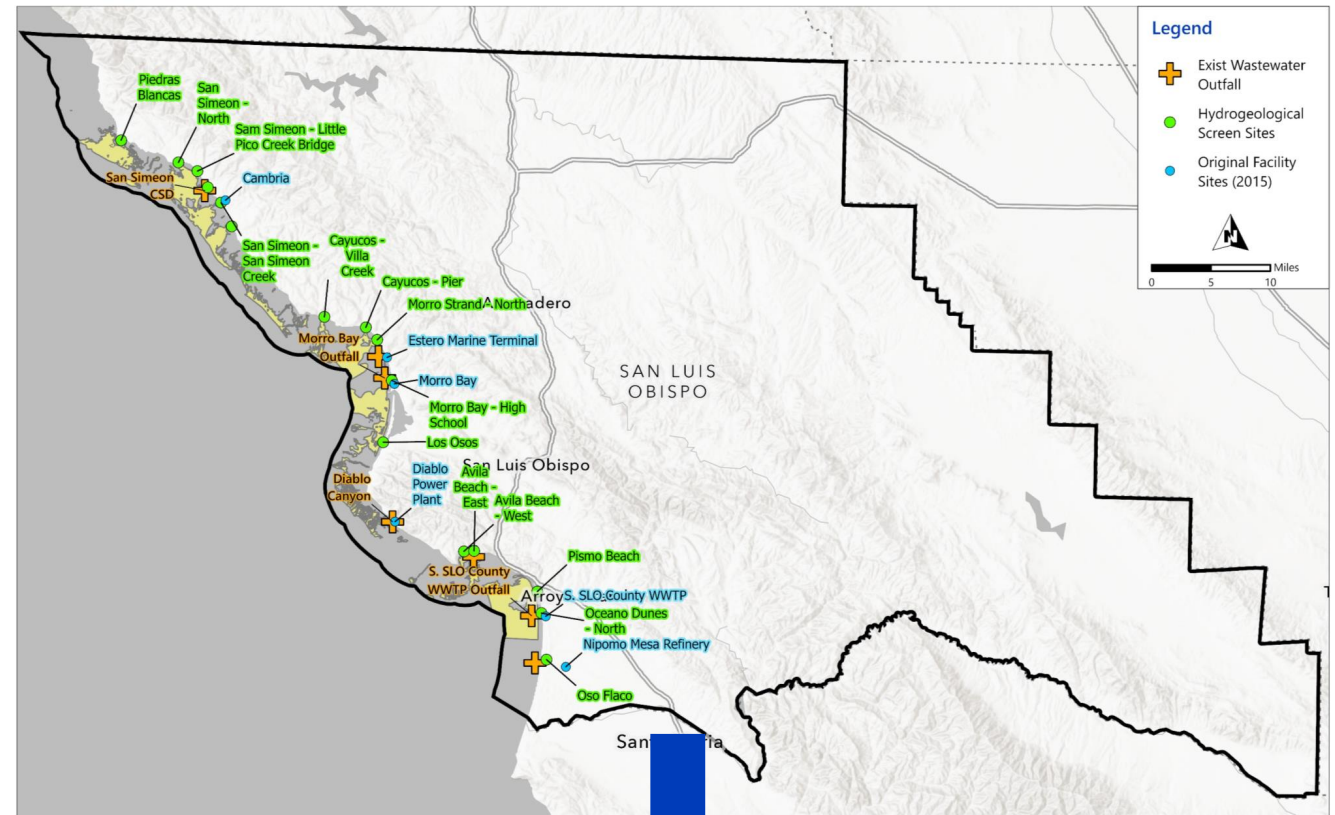 Legend
Exist Wastewater
Outfall
Hydrogeological
Screen Sites
Original Facility
Sites (2015)
Miles
0
5
10
Piedras
Blancas
San
Simeon -
North
Sam Simeon - Little
Pico Creek Bridge
San Simeon
CSD
Cambria
San Simeon -
San Simeon
Creek
Cayucos -
Villa
Creek
Cayucos - Pier
Morro Strand - North
Morro Bay
Outfall
Estero Marine Terminal
Morro Bay
Morro Bay - High
School
Los Osos
SAN LUIS
OBISPO
San Luis Obispo
Diablo
Canyon
Diablo
Power
Plant
Avila
Beach -
East
Avila Beach
- West
S. SLO County
WWTP Outfall
Pismo Beach
S. SLO County WWTP
Oceano Dunes
- North
Nipomo Mesa Refinery
Oso Flaco